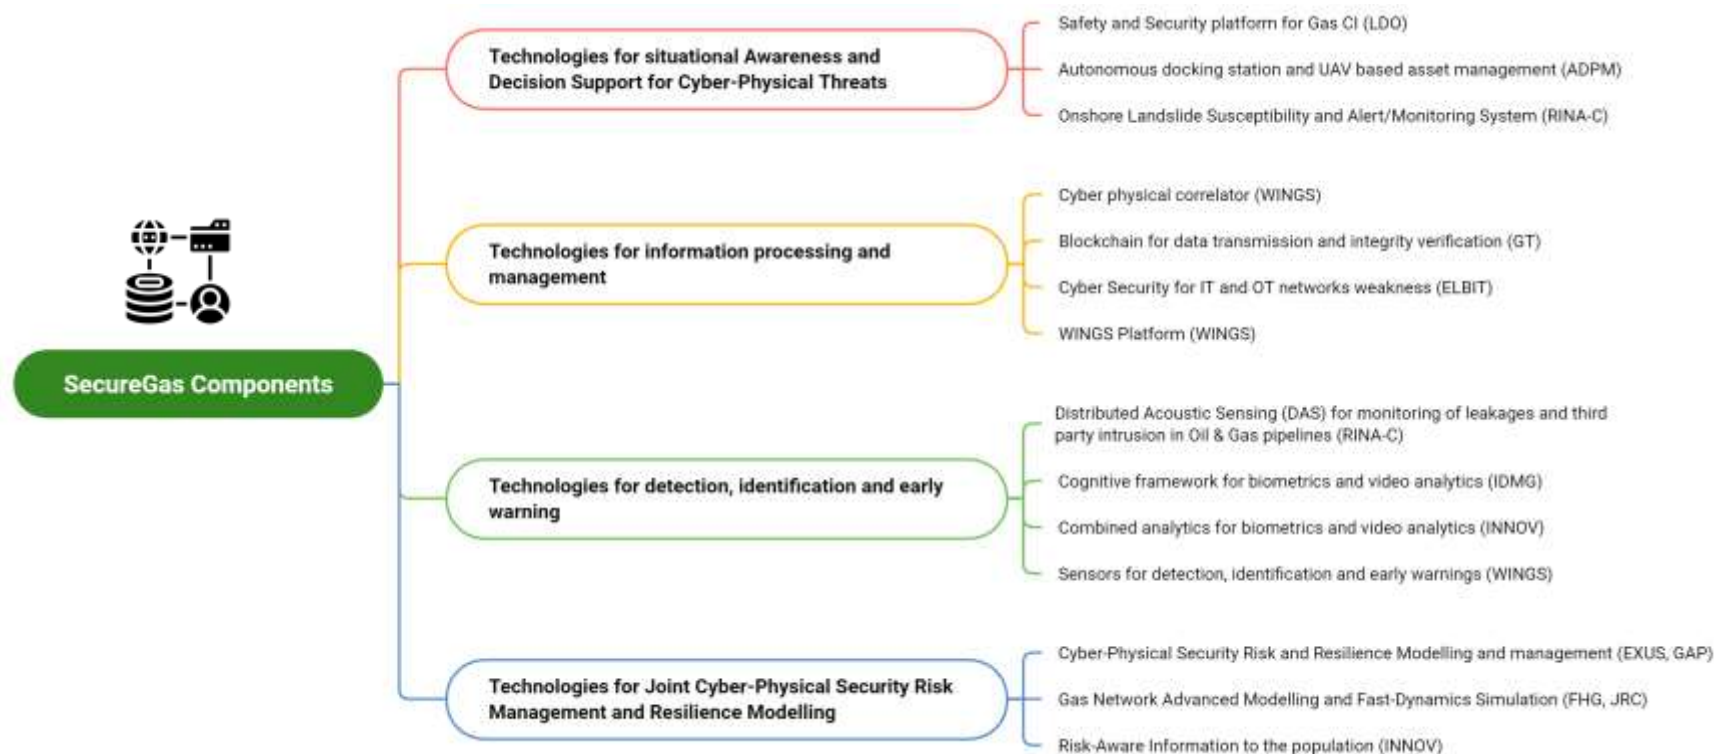 SecureGas Components
Technologies for situational Awareness and
Decision Support for Cyber-Physical Threats
Safety and Security platform for Gas CI (LDO)
Autonomous docking station and UAV based asset management (ADPM)
Onshore Landslide Susceptibility and Alert/Monitoring System (RINA-C)
Technologies for information processing and
management
Cyber physical correlator (WINGS)
Blockchain for data transmission and integrity verification (GT)
Cyber Security for IT and OT networks weakness (ELBIT)
WINGS Platform (WINGS)
Technologies for detection, identification and early
warning
Distributed Acoustic Sensing (DAS) for monitoring of leakages and third
party intrusion in Oil & Gas pipelines (RINA-C)
Cognitive framework for biometrics and video analytics (IDMG)
Combined analytics for biometrics and video analytics (INNOV)
Sensors for detection, identification and early warnings (WINGS)
Technologies for Joint Cyber-Physical Security Risk
Management and Resilience Modelling
Cyber-Physical Security Risk and Resilience Modelling and management (EXUS, GAP)
Gas Network Advanced Modelling and Fast-Dynamics Simulation (FHG, JRC)
Risk-Aware Information to the population (INNOV)